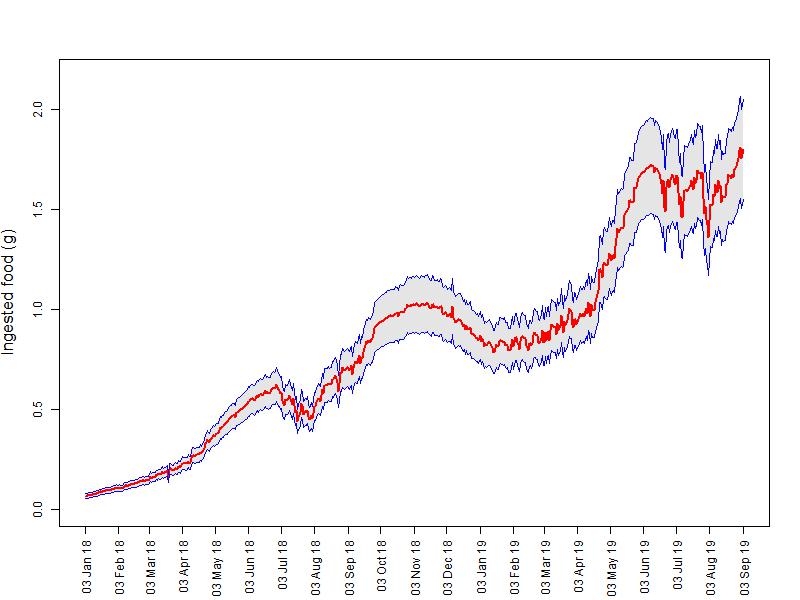 Ingested food (g)
2.0
1.5
1.0
0.5
0.0
03 Jan 18
03 Feb 18
03 Mar 18
03 Apr 18
03 May 18
03 Jun 18
03 Jul 18
03 Aug 18
03 Sep 18
03 Oct 18
03 Nov 18
03 Dec 18
03 Jan 19
03 Feb 19
03 Mar 19
03 Apr 19
03 May 19
03 Jun 19
03 Jul 19
03 Aug 19
03 Sep 19